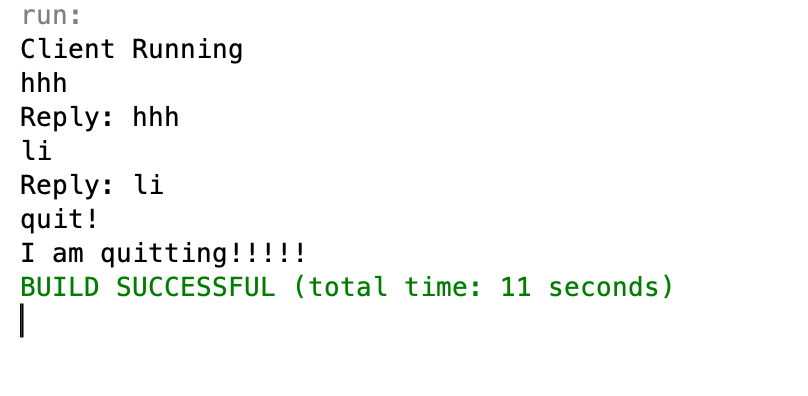 run:
Client Running
hhh
Reply: hhh
li
Reply: li
quit!
I am quitting!!!!!
BUILD SUCCESSFUL (total time: 11 seconds)